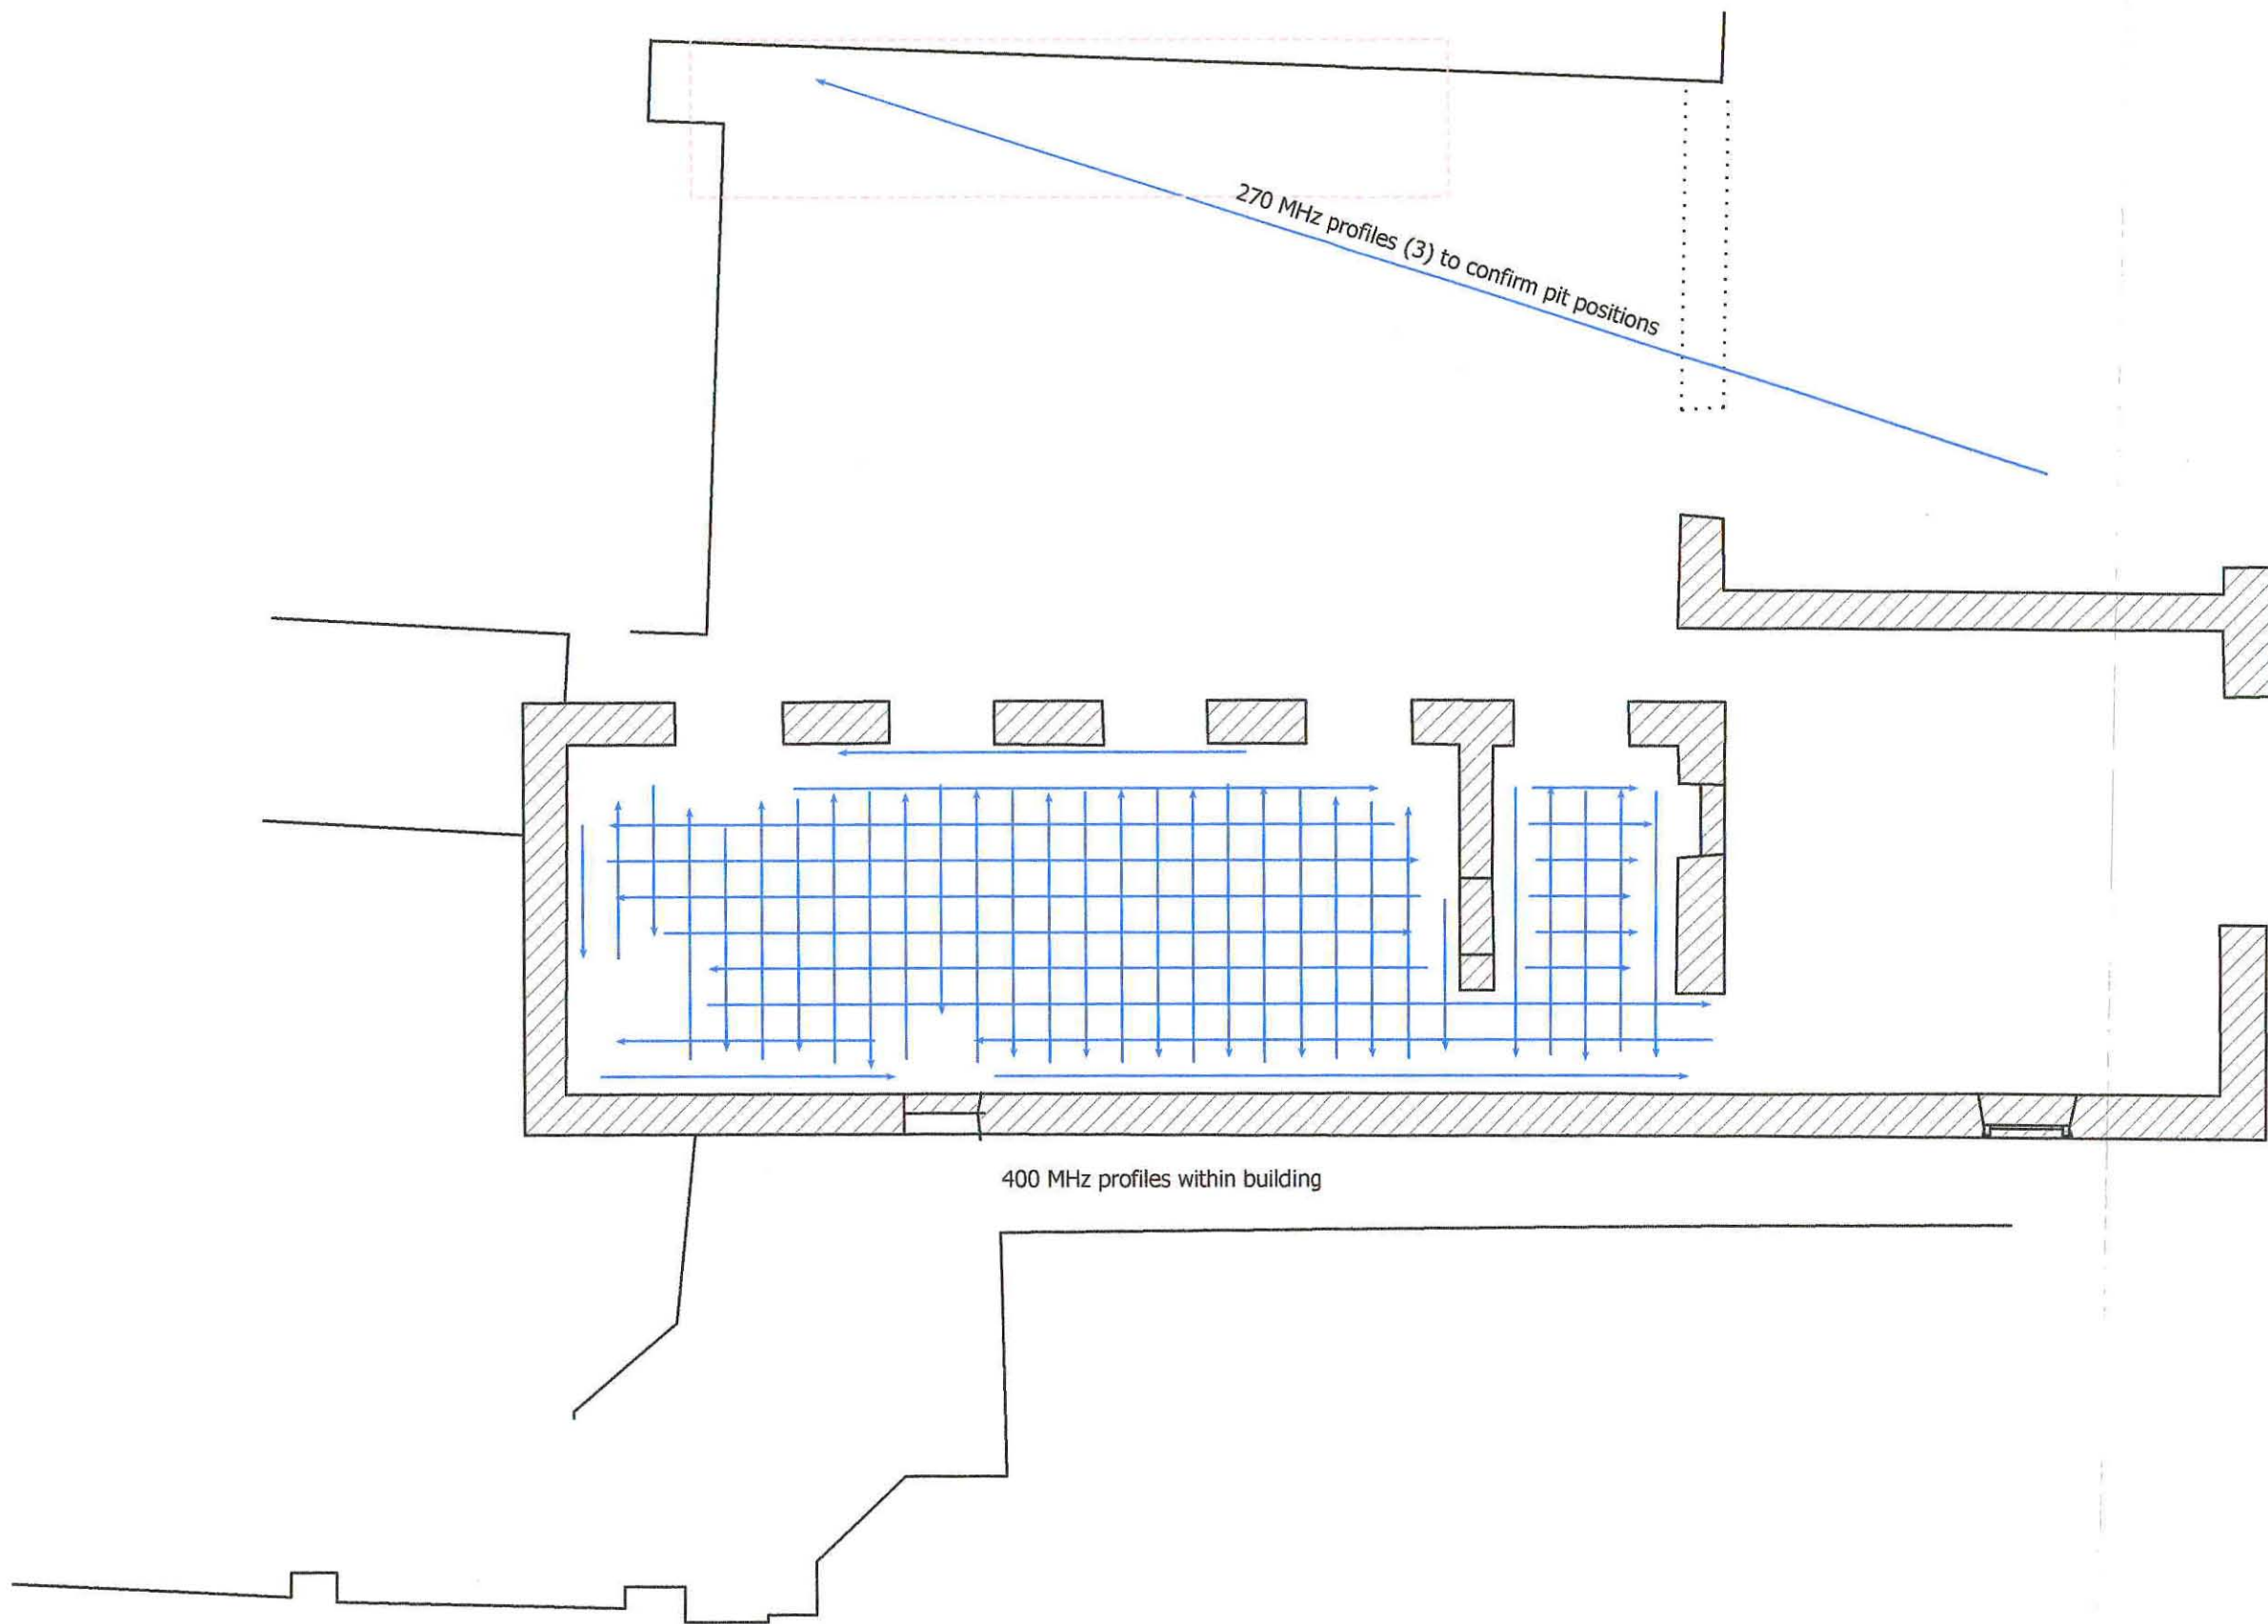 270 MHz profiles (3) to confirm pit positions
400 MHz profiles within building